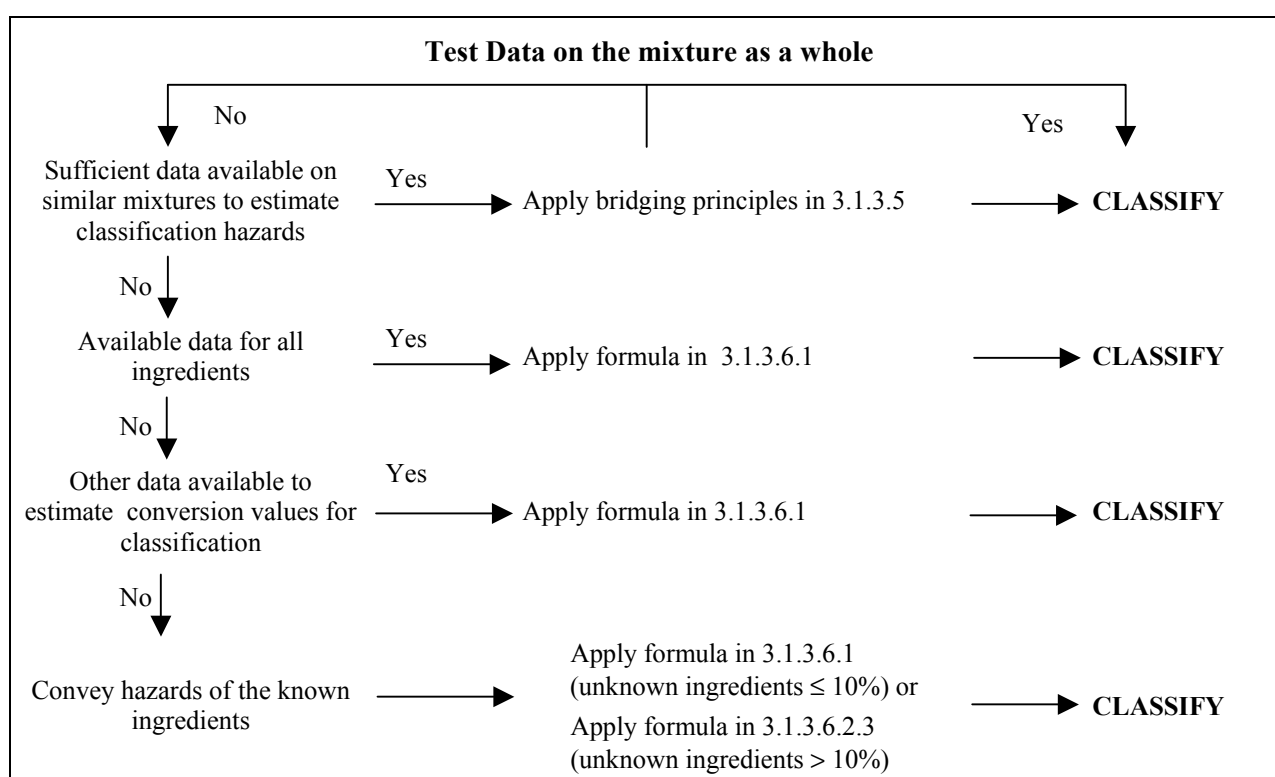 Test Data on the mixture as a whole
No
Yes
Sufficient data available on
similar mixtures to estimate
classification hazards
Yes
Apply bridging principles in 3.1.3.5
CLASSIFY
No
Available data for all
ingredients
Yes
Apply formula in 3.1.3.6.1
CLASSIFY
No
Other data available to
estimate conversion values for
classification
Yes
Apply formula in 3.1.3.6.1
CLASSIFY
No
Convey hazards of the known
ingredients
Apply formula in 3.1.3.6.1
(unknown ingredients ≤ 10%) or
Apply formula in 3.1.3.6.2.3
(unknown ingredients > 10%)
CLASSIFY